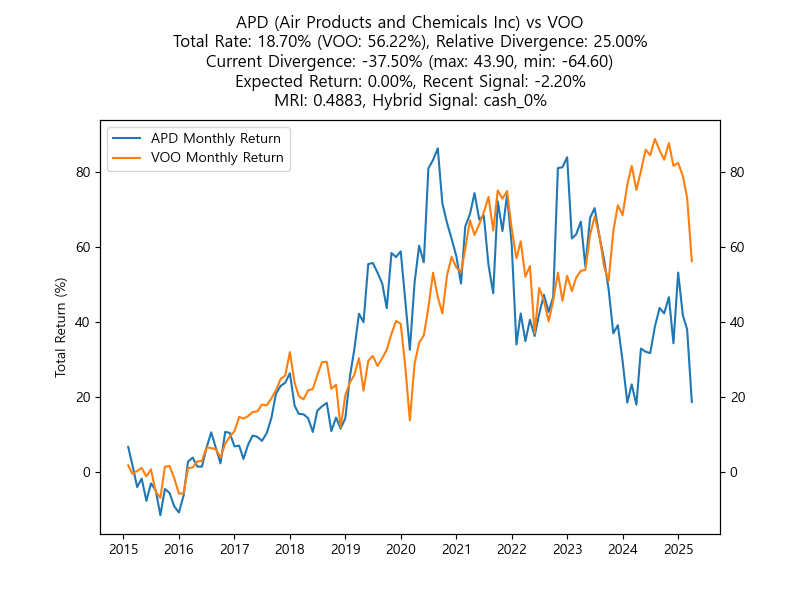 APD (Air Products and Chemicals Inc) vs VOO
Total Rate: 18.70% (VOO: 56.22%), Relative Divergence: 25.00%
Current Divergence: -37.50% (max: 43.90, min: -64.60)
Expected Return: 0.00%, Recent Signal: -2.20%
MRI: 0.4883, Hybrid Signal: cash_0%
APD Monthly Return
VOO Monthly Return
80 80
60 60
40 40
20 20
0 0
Total Return (%)
2015 2016 2017 2018 2019 2020 2021 2022 2023 2024 2025